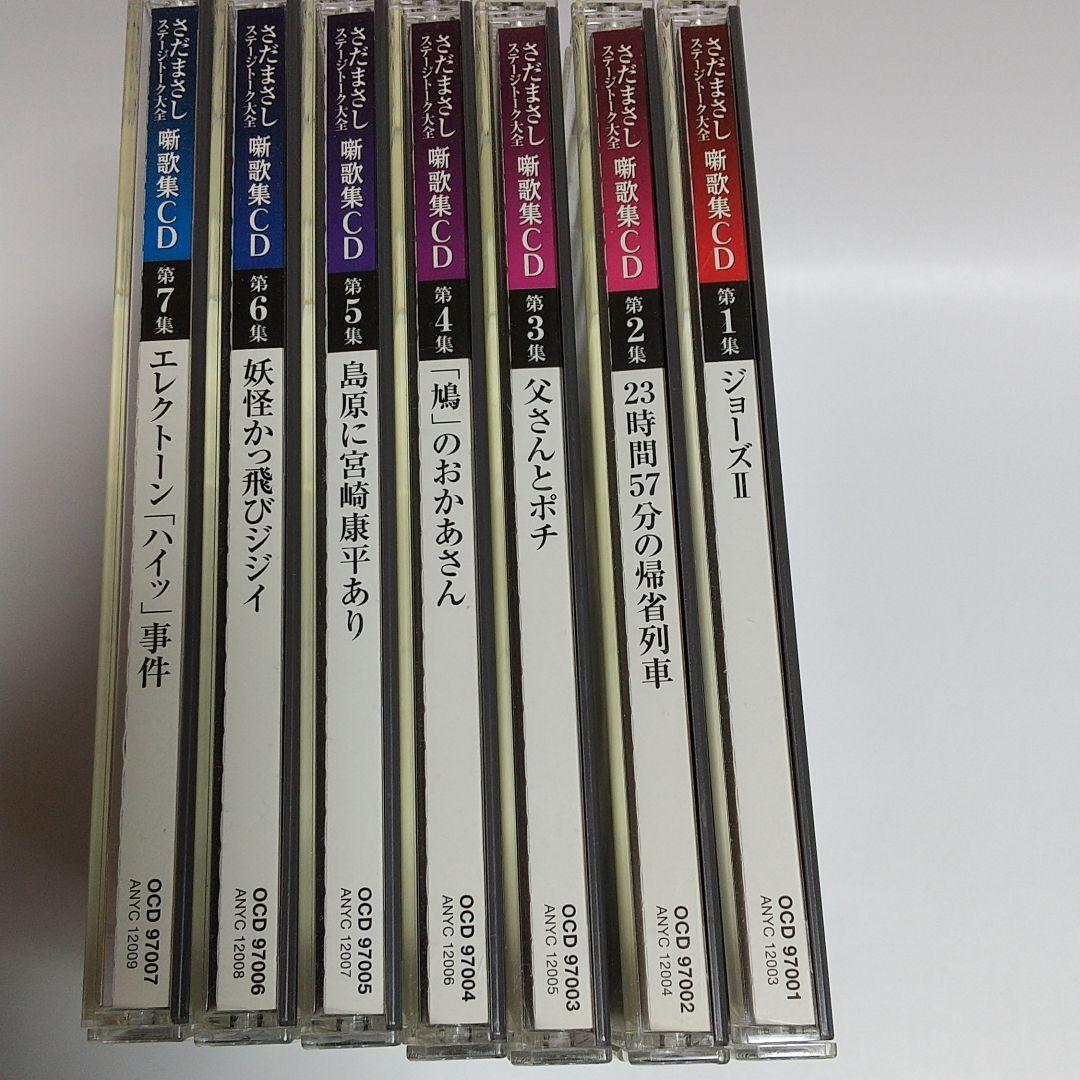 さだまさし
ステージトーク大全
噺歌集CD
第1集
ジョーズⅡ
OCD 97001
ANYC 12003
さだまさし
ステージトーク大全
噺歌集CD
第2集
23時間57分の帰省列車
OCD 97002
ANYC 12004
さだまさし
ステージトーク大全
噺歌集CD
第3集
父さんとポチ
OCD 97003
ANYC 12005
さだまさし
ステージトーク大全
噺歌集CD
第4集
「鳩」のおかあさん
OCD 97004
ANYC 12006
さだまさし
ステージトーク大全
噺歌集CD
第5集
島原に宮崎康平あり
OCD 97005
ANYC 12007
さだまさし
ステージトーク大全
噺歌集CD
第6集
妖怪かっ飛びジジイ
OCD 97006
ANYC 12008
さだまさし
ステージトーク大全
噺歌集CD
第7集
エレクトーン「ハイッ」事件
OCD 97007
ANYC 12009